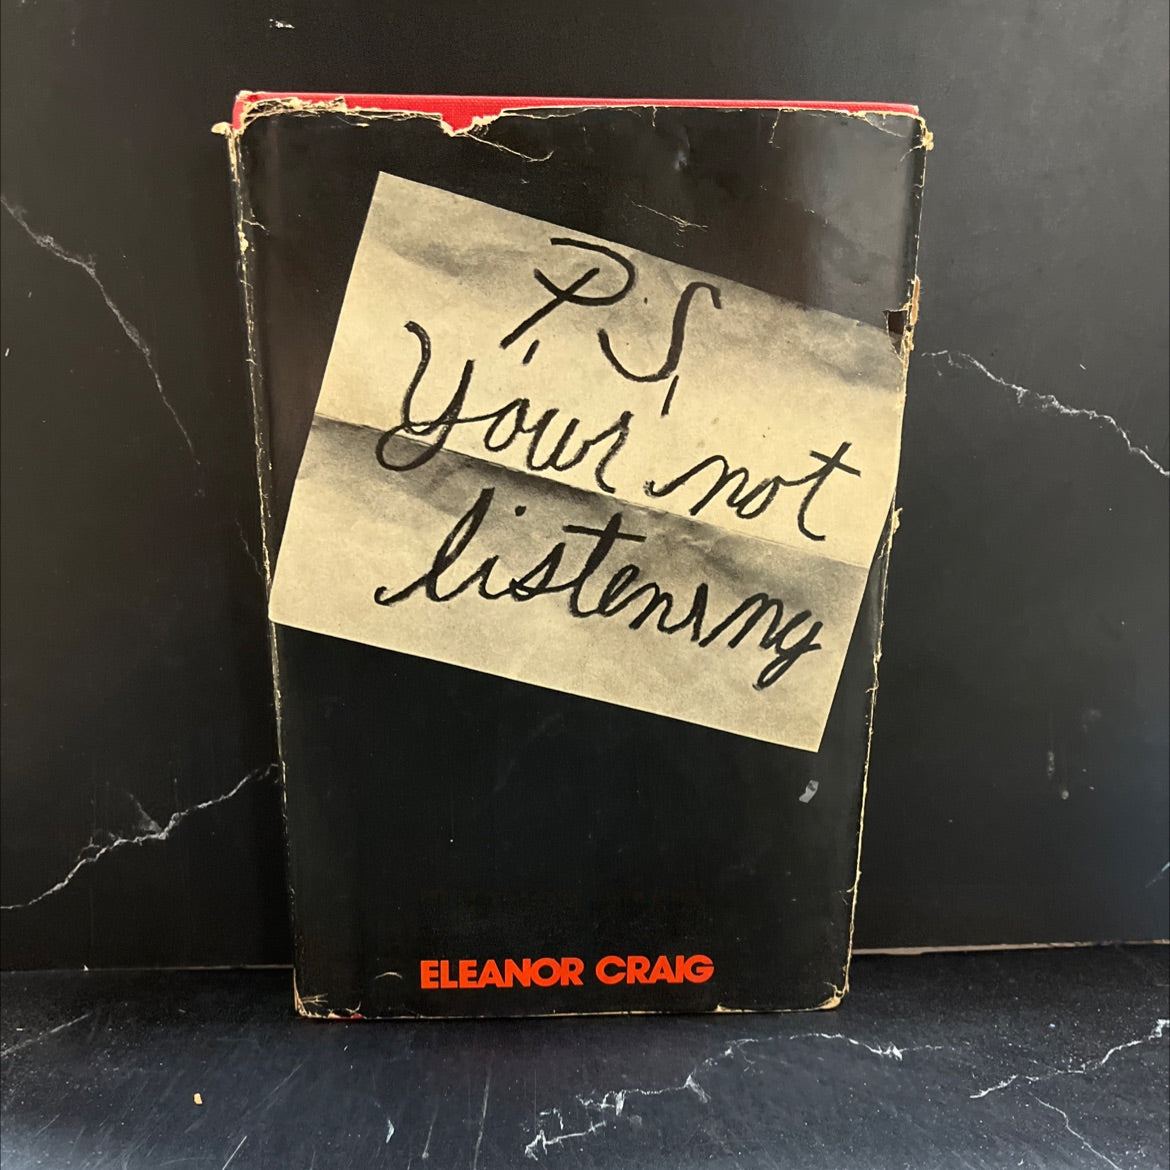 P.S.
Your not
listening
ELEANOR CRAIG